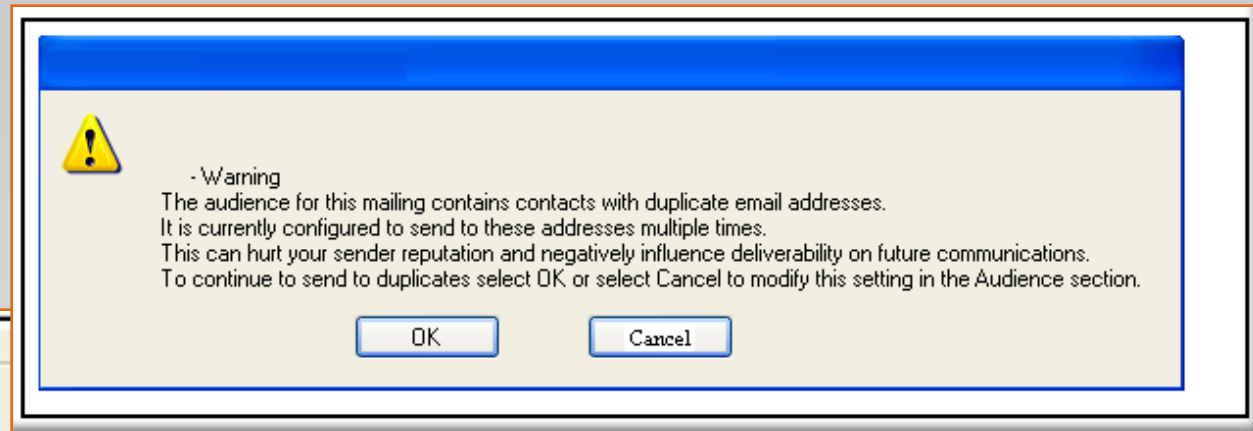 - Warning
The audience for this mailing contains contacts with duplicate email addresses.
It is currently configured to send to these addresses multiple times.
This can hurt your sender reputation and negatively influence deliverability on future communications.
To continue to send to duplicates select OK or select Cancel to modify this setting in the Audience section.
OK
Cancel